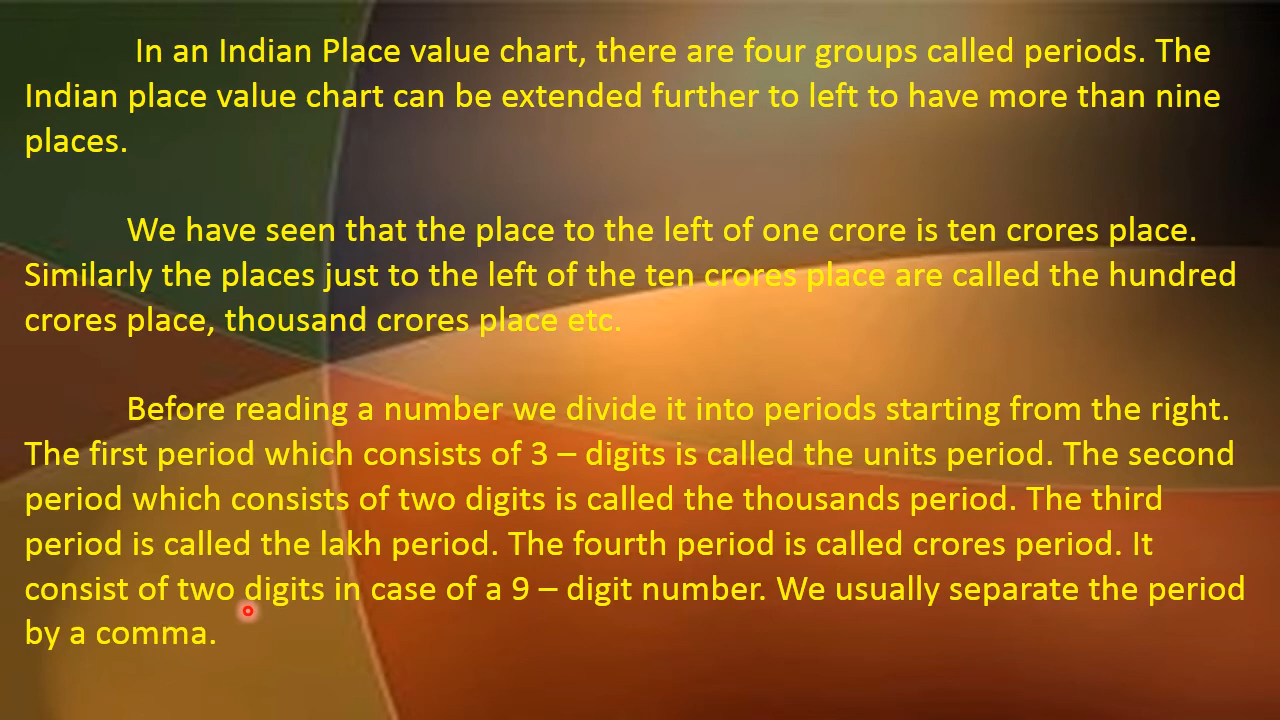 In an Indian Place value chart, there are four groups called periods. The
Indian place value chart can be extended further to left to have more than nine
places.
We have seen that the place to the left of one crore is ten crores place.
Similarly the places just to the left of the ten crores place are called the hundred
crores place, thousand crores place etc.
Before reading a number we divide it into periods starting from the right.
The first period which consists of 3 – digits is called the units period. The second
period which consists of two digits is called the thousands period. The third
period is called the lakh period. The fourth period is called crores period. It
consist of two digits in case of a 9 – digit number. We usually separate the period
by a comma.